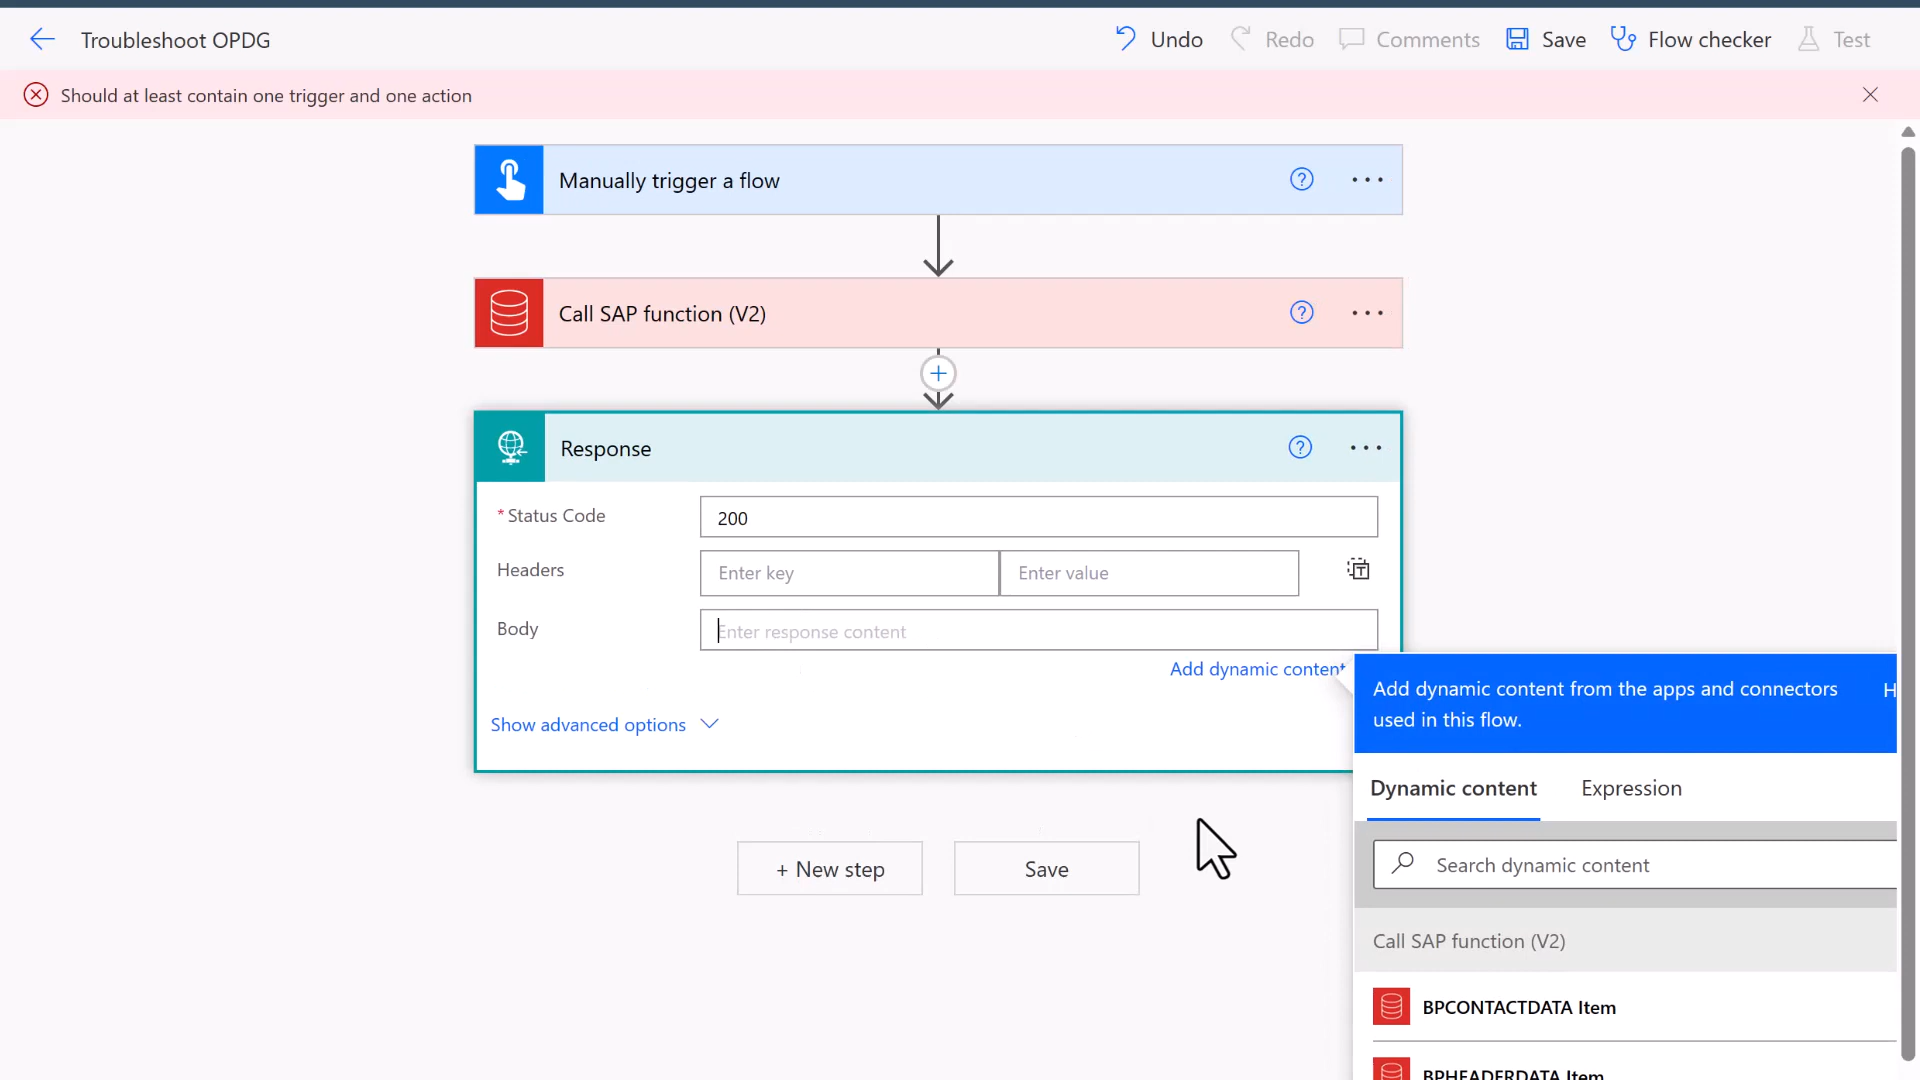 Troubleshoot OPDG
Undo
Redo
Comments
Save
Flow checker
Test
Should at least contain one trigger and one action
Manually trigger a flow
Call SAP function (V2)
Response
* Status Code
200
Headers
Enter key
Enter value
Body
Enter response content
Add dynamic content
Show advanced options
+ New step
Save
Add dynamic content from the apps and connectors
used in this flow.
H
Dynamic content
Expression
Search dynamic content
Call SAP function (V2)
BPCONTACTDATA Item
BPHEADERDATA Item